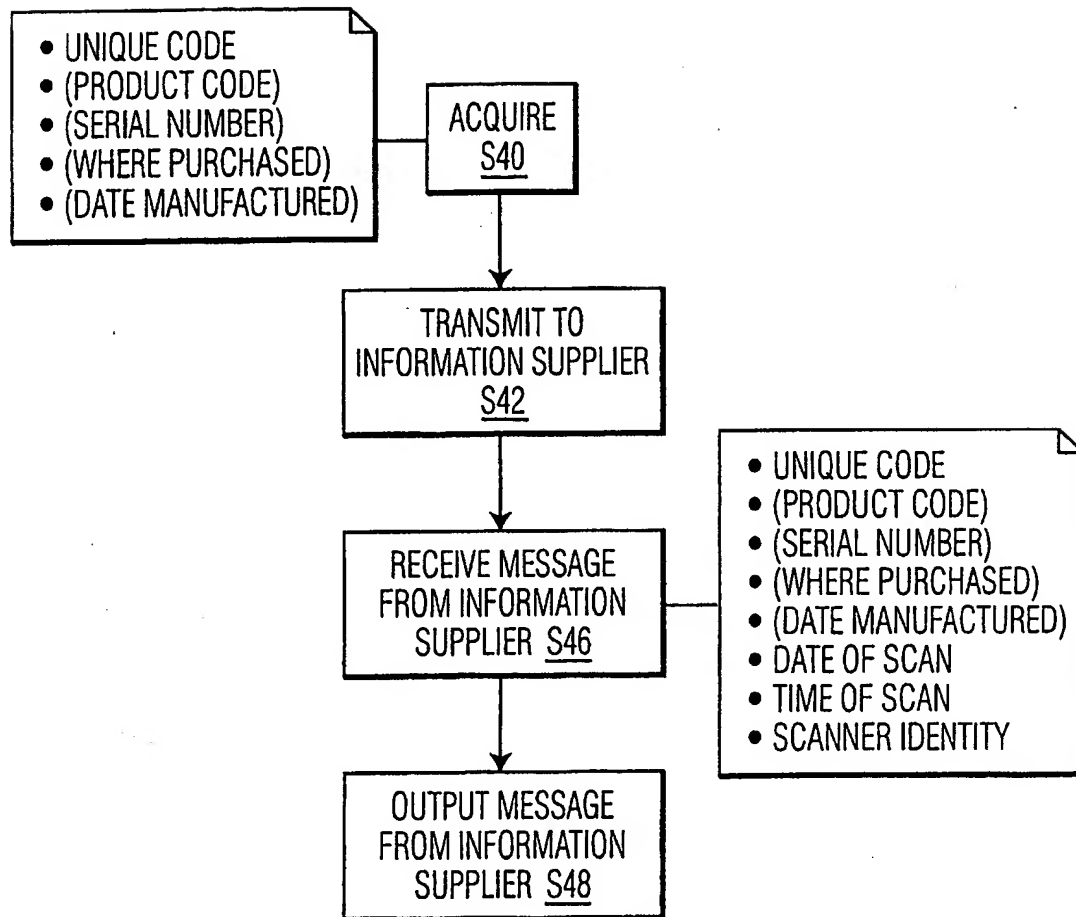 • UNIQUE CODE
• (PRODUCT CODE)
• (SERIAL NUMBER)
• (WHERE PURCHASED)
• (DATE MANUFACTURED)
ACQUIRE
S40
TRANSMIT TO
INFORMATION SUPPLIER
S42
RECEIVE MESSAGE
FROM INFORMATION
SUPPLIER S46
• UNIQUE CODE
• (PRODUCT CODE)
• (SERIAL NUMBER)
• (WHERE PURCHASED)
• (DATE MANUFACTURED)
• DATE OF SCAN
• TIME OF SCAN
• SCANNER IDENTITY
OUTPUT MESSAGE
FROM INFORMATION
SUPPLIER S48